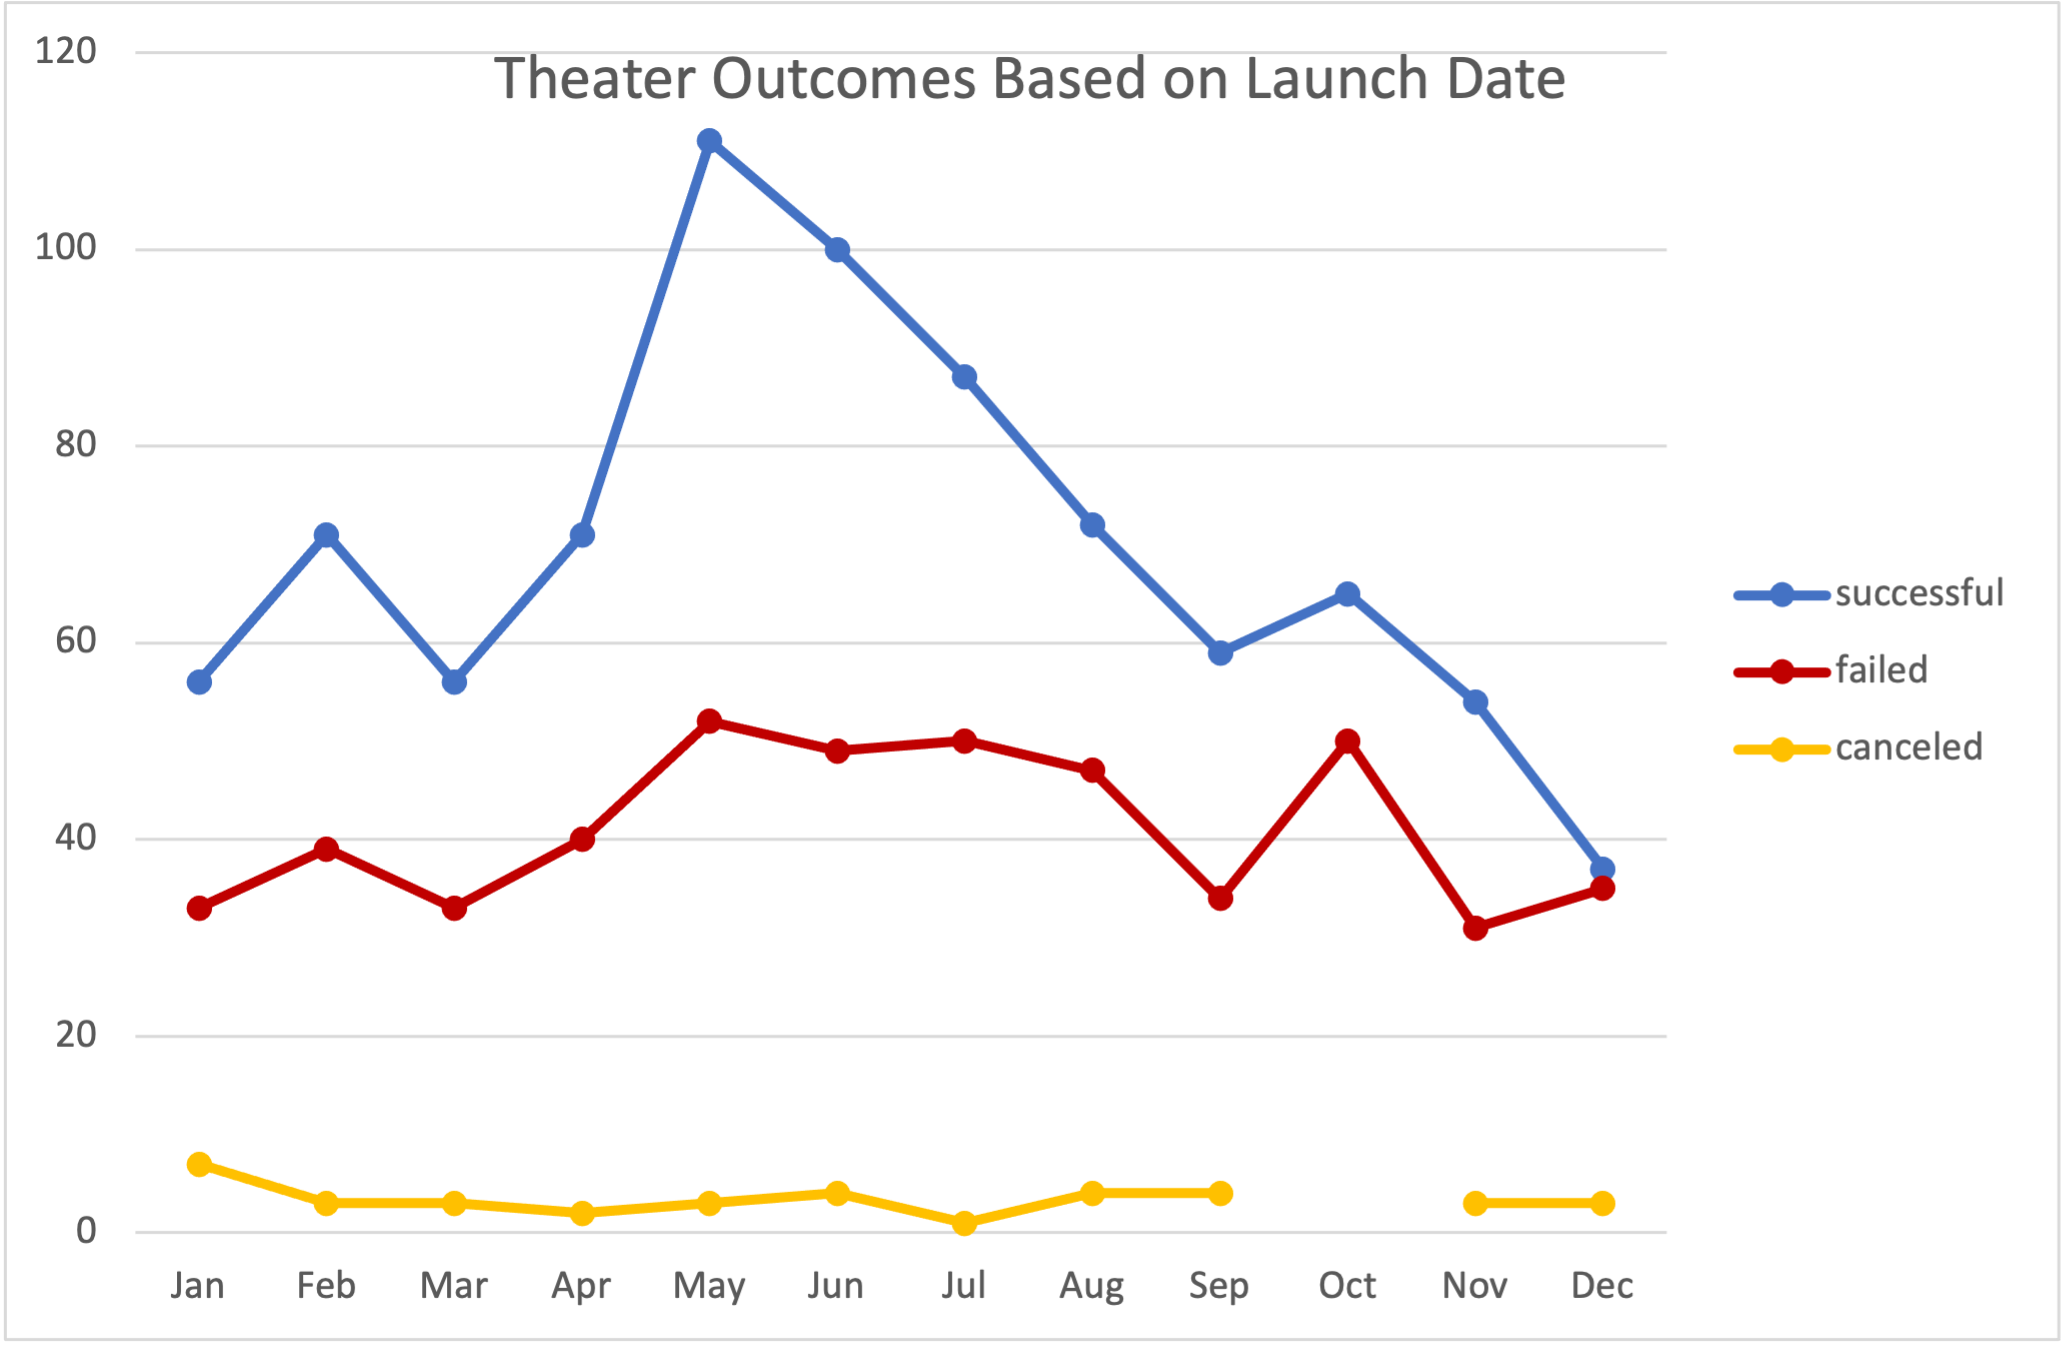 Theater Outcomes Based on Launch Date
120
100
80
60
40
20
0
Jan Feb Mar Apr May Jun Jul Aug Sep Oct Nov Dec
successful
failed
canceled